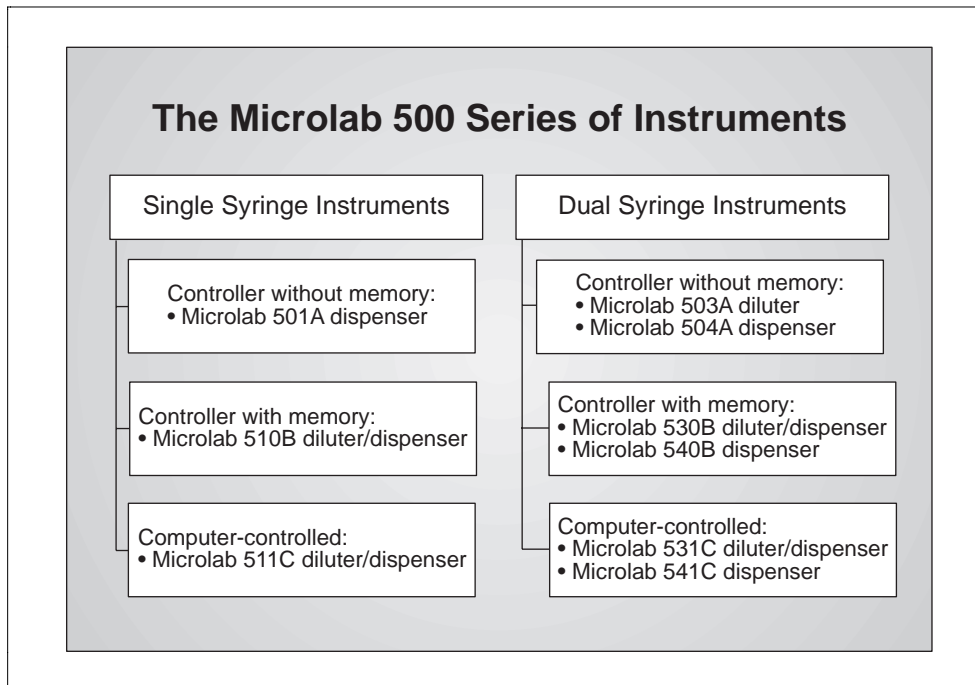 The Microlab 500 Series of Instruments
Single Syringe Instruments
Controller without memory:
• Microlab 501A dispenser
Controller with memory:
• Microlab 510B diluter/dispenser
Computer-controlled:
• Microlab 511C diluter/dispenser
Dual Syringe Instruments
Controller without memory:
• Microlab 503A diluter
• Microlab 504A dispenser
Controller with memory:
• Microlab 530B diluter/dispenser
• Microlab 540B dispenser
Computer-controlled:
• Microlab 531C diluter/dispenser
• Microlab 541C dispenser